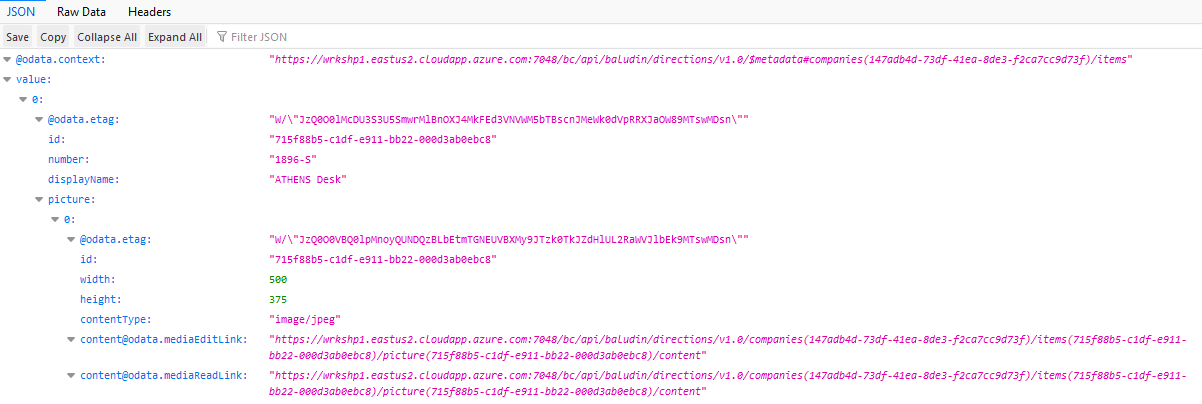 JSON Raw Data Headers
Save Copy Collapse All Expand All Filter JSON
@odata.context: "https://wrkshp1.eastus2.cloudapp.azure.com:7048/bc/api/baludin/directions/v1.0/$metadata#companies(147adb4d-73df-41ea-8de3-f2ca7cc9d73f)/items"
value:
0:
@odata.etag: "W/\"JzQ0O0lMcDU3S3U5SmwrMlBnOXJ4MkFEd3VNVWM5bTBscnJMeWk0dVpRRXJaOW89MTswMDsn\""
id: "715f88b5-c1df-e911-bb22-000d3ab0ebc8"
number: "1896-S"
displayName: "ATHENS Desk"
picture:
0:
@odata.etag: "W/\"JzQ0O0VBQ0lpMnoyQUNDQzBLbEtmTGNEUVBXMy9JTzk0TkJZdHlUL2RaWVJlbEk9MTswMDsn\""
id: "715f88b5-c1df-e911-bb22-000d3ab0ebc8"
width: 500
height: 375
contentType: "image/jpeg"
content@odata.mediaEditLink: "https://wrkshp1.eastus2.cloudapp.azure.com:7048/bc/api/baludin/directions/v1.0/companies(147adb4d-73df-41ea-8de3-f2ca7cc9d73f)/items(715f88b5-c1df-e911-
bb22-000d3ab0ebc8)/picture(715f88b5-c1df-e911-bb22-000d3ab0ebc8)/content"
content@odata.mediaReadLink: "https://wrkshp1.eastus2.cloudapp.azure.com:7048/bc/api/baludin/directions/v1.0/companies(147adb4d-73df-41ea-8de3-f2ca7cc9d73f)/items(715f88b5-c1df-e911-
bb22-000d3ab0ebc8)/picture(715f88b5-c1df-e911-bb22-000d3ab0ebc8)/content"